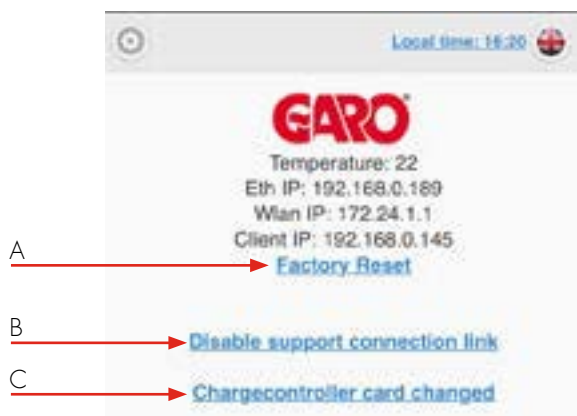 Local time: 16:20
GARO
Temperature: 22
Eth IP: 192.168.0.189
Wlan IP: 172.24.1.1
Client IP: 192.168.0.145
A
Factory Reset
B
Disable support connection link
C
Chargecontroller card changed